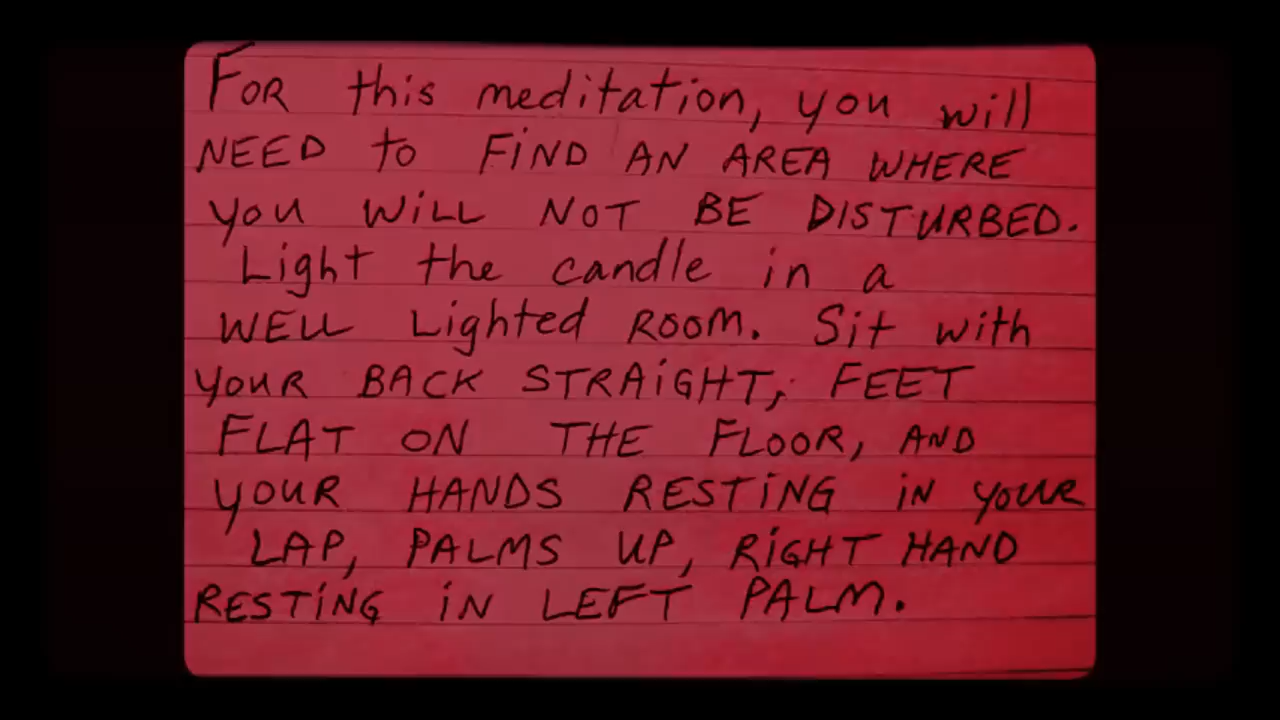 FOR this meditation, you will
NEED to FiND AN AREA WHERE
you WiLL NOT BE DISTURBED.
Light the candle in a
WELL Lighted ROOM. Sit with
YOUR BACK STRAiGHT, FEET
FLAT ON THE FLOOR, AND
YOUR HANDS RESTiNG iN YOUR
LAP, PALMS UP, RiGHT HAND
RESTiNG iN LEFT PALM.